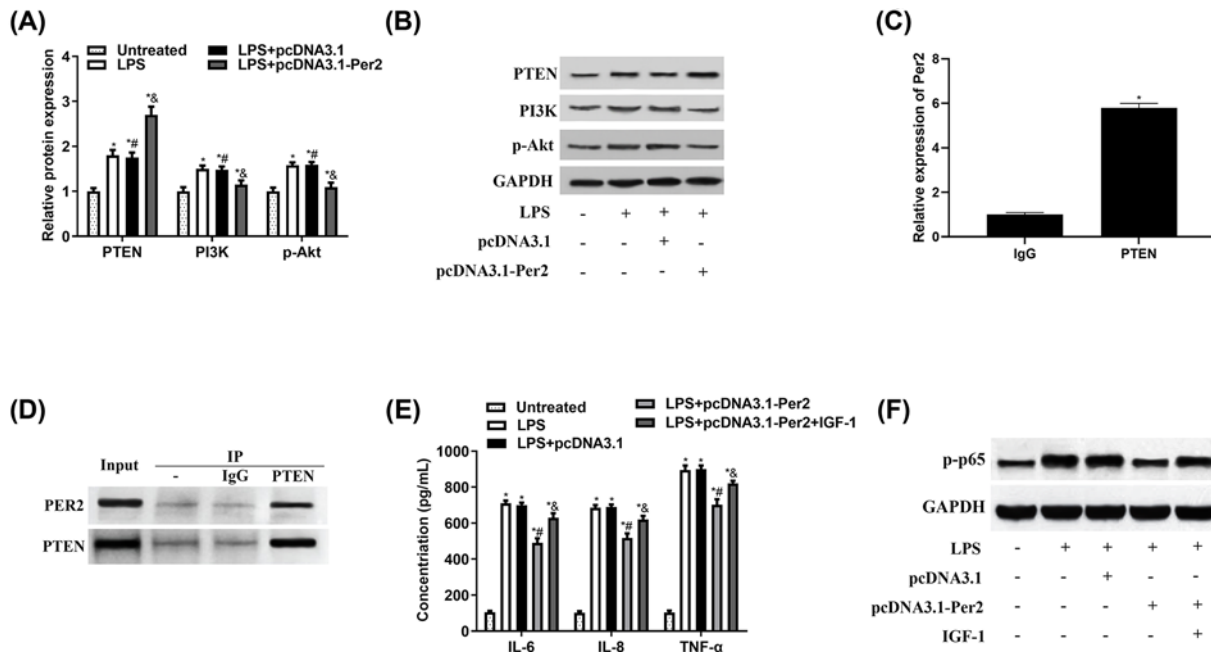 (A)
Untreated
LPS
LPS+pcDNA3.1
LPS+pcDNA3.1-Per2
Relative protein expression
4
3
2
1
0
* *# *&
* *# *&
* *# *&
PTEN PI3K p-Akt
(B)
PTEN
PI3K
p-Akt
GAPDH
LPS - + + +
pcDNA3.1 - - + -
pcDNA3.1-Per2 - - - +
(C)
Relative expression of Per2
8
6
4
2
0
*
IgG PTEN
(D)
Input IP
- IgG PTEN
PER2
PTEN
(E)
Untreated
LPS
LPS+pcDNA3.1
LPS+pcDNA3.1-Per2
LPS+pcDNA3.1-Per2+IGF-1
Concentriation (pg/mL)
1000
800
600
400
200
0
* * *# *&
* * *# *&
* * *# *&
IL-6 IL-8 TNF-α
(F)
p-p65
GAPDH
LPS - + + + +
pcDNA3.1 - - + - -
pcDNA3.1-Per2 - - - + +
IGF-1 - - - - +